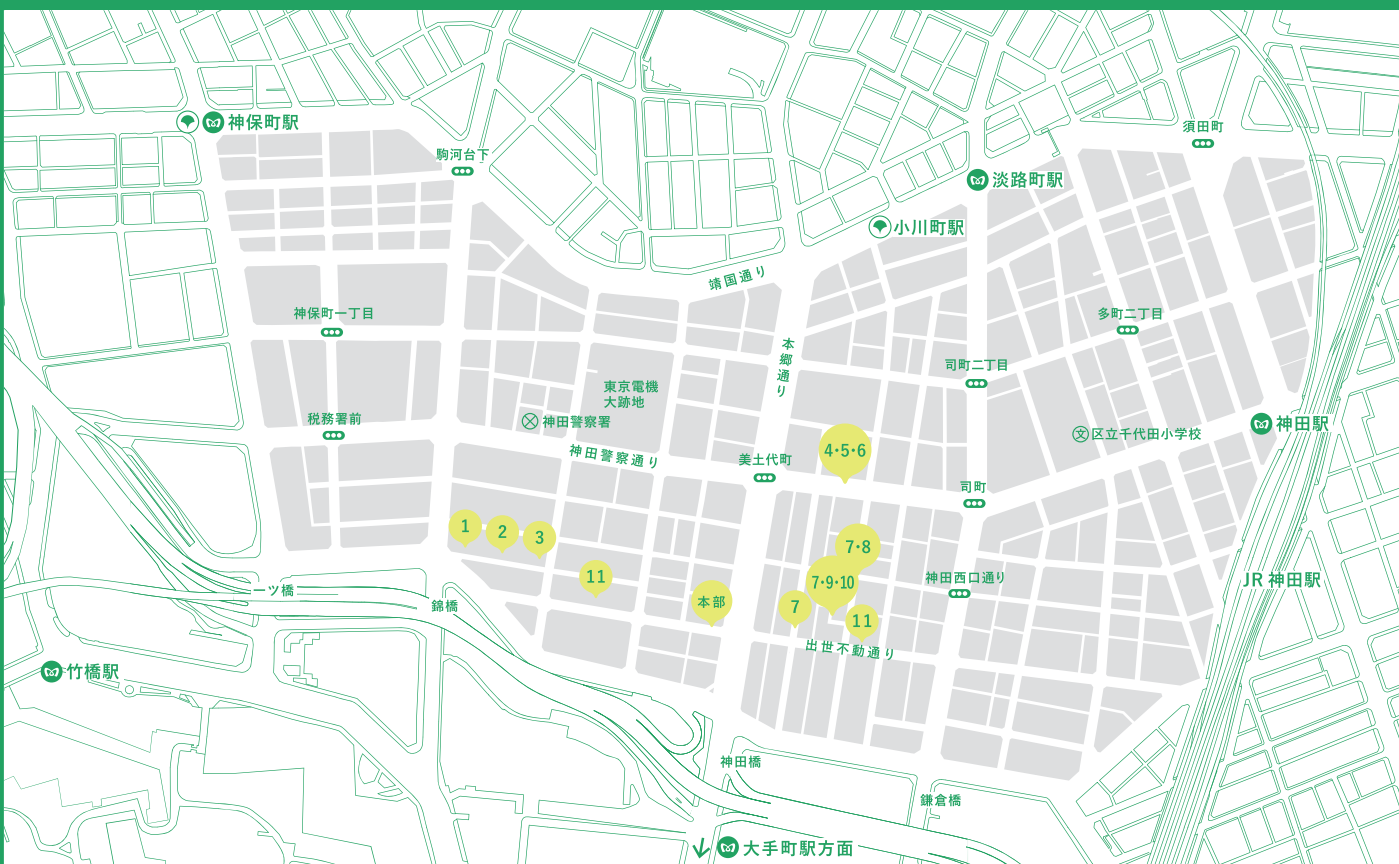 神保町駅
駿河台下
須田町
淡路町駅
小川町駅
靖国通り
神保町一丁目
多町二丁目
本郷通り
司町二丁目
東京電機
大跡地
税務署前
神田警察署
神田駅
文
区立千代田小学校
神田警察通り
美土代町
4・5・6
司町
1
2
3
7・8
11
神田西口通り
JR 神田駅
7・9・10
一ツ橋
錦橋
本部
7
11
出世不動通り
竹橋駅
神田橋
鎌倉橋
大手町駅方面